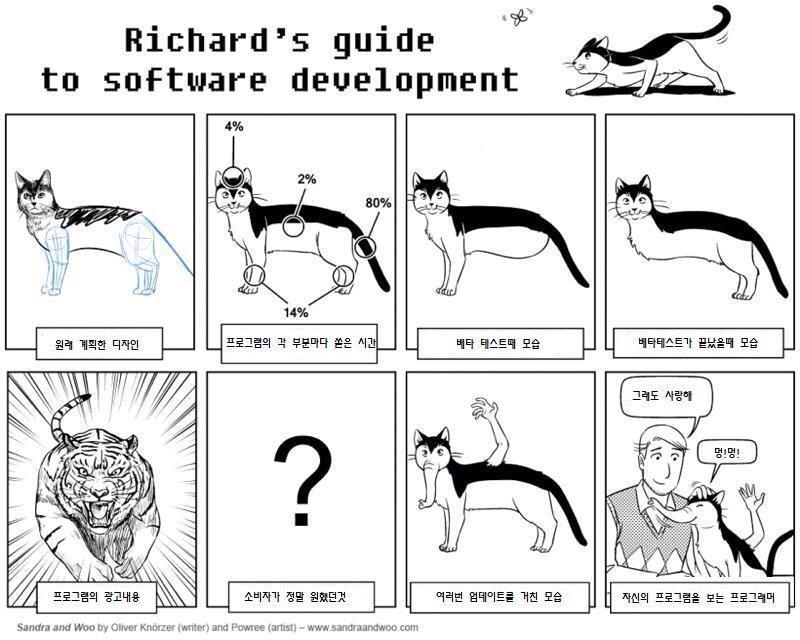 Richard's guide
to software development
4%
2%
80%
14%
원래 계획한 디자인
프로그램의 각 부분마다 쏟은 시간
베타 테스트때 모습
베타테스트가 끝났을때 모습
그래도 사랑해
멍!멍!
프로그램의 광고내용
소비자가 정말 원했던것
여러번 업데이트를 거친 모습
자신의 프로그램을 보는 프로그래머
Sandra and Woo by Oliver Knörzer (writer) and Powree (artist) – www.sandraandwoo.com